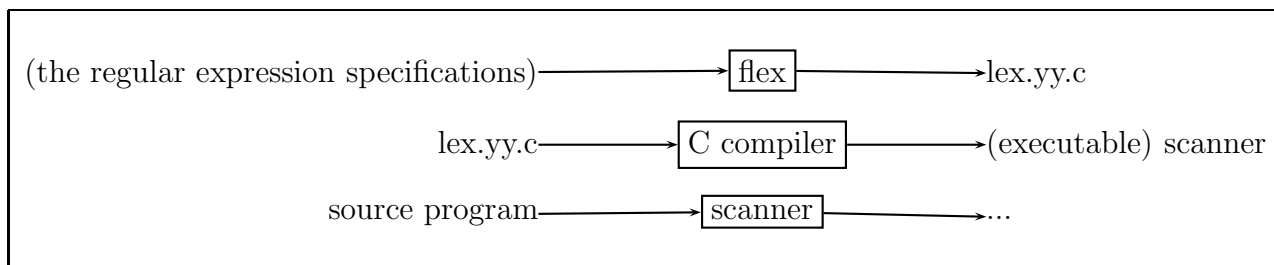 (the regular expression specifications) flex lex.yy.c
lex.yy.c C compiler (executable) scanner
source program scanner ...